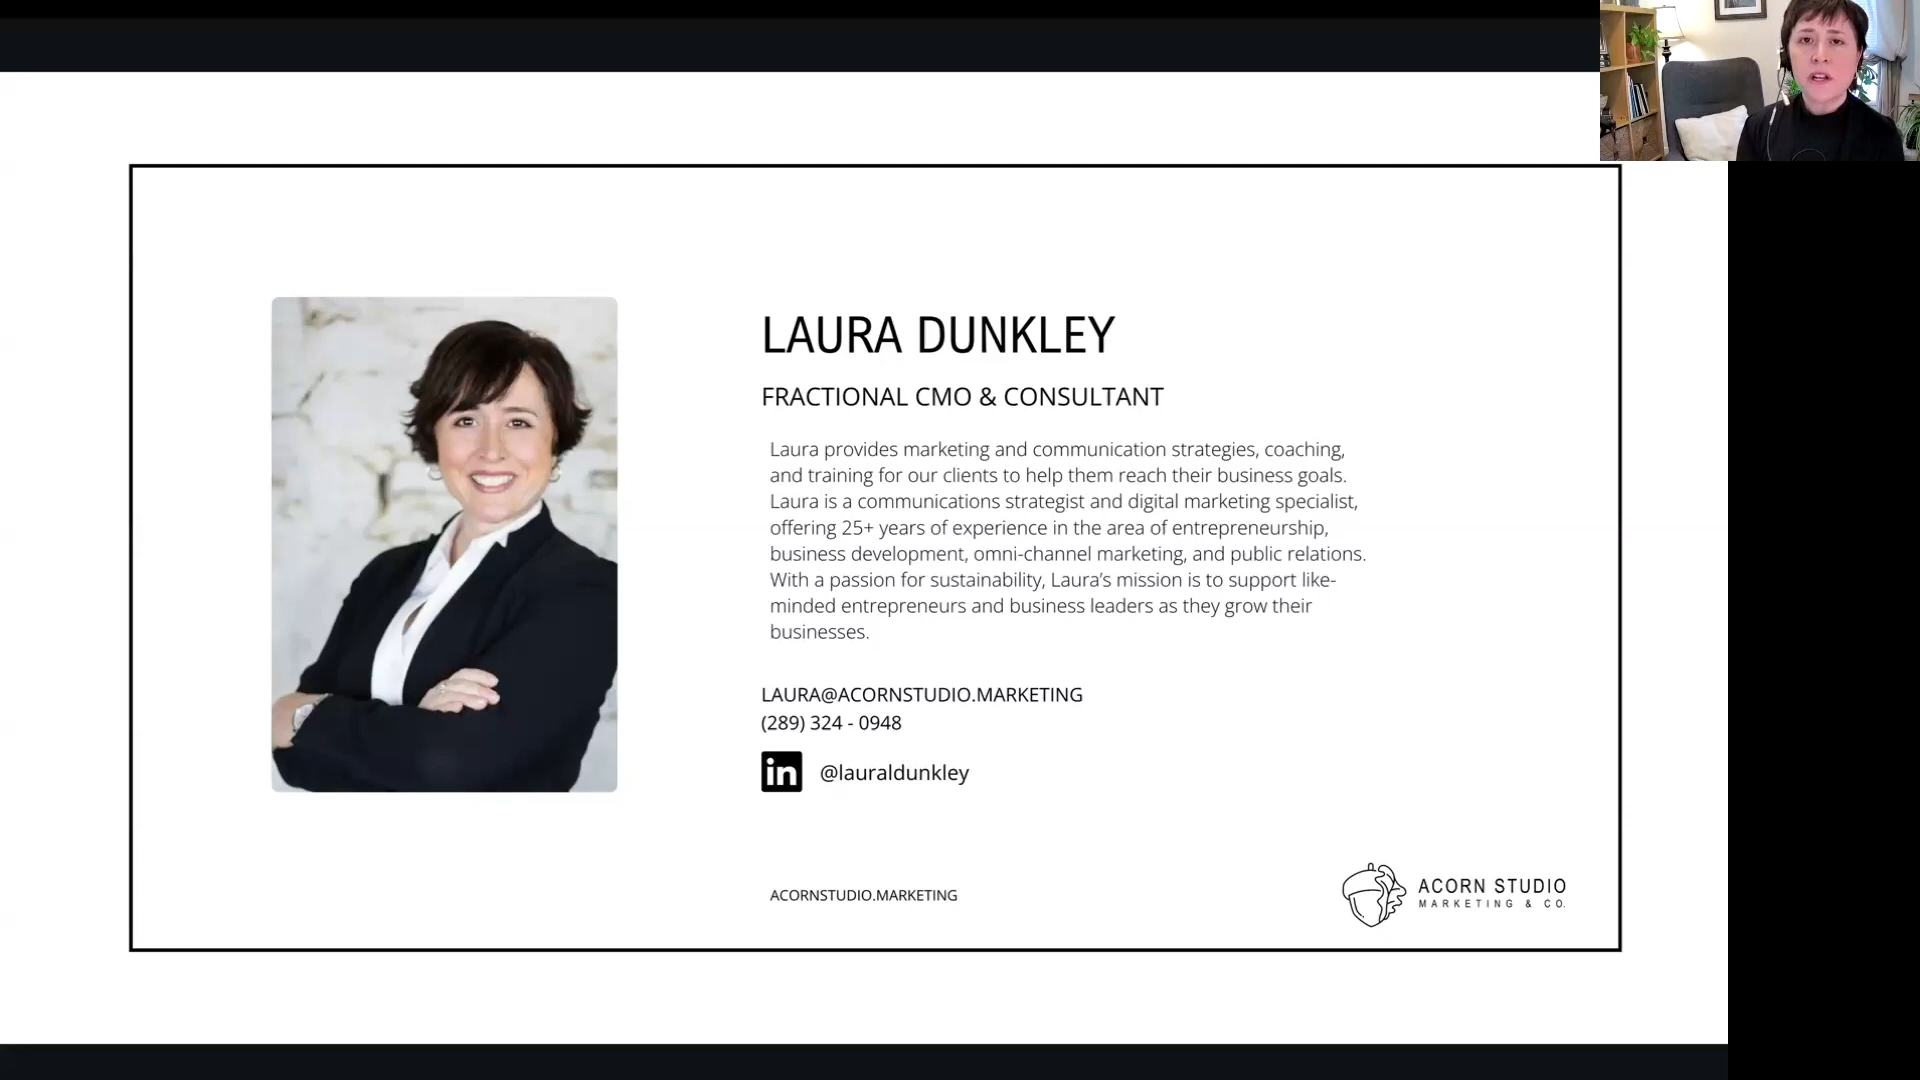 LAURA DUNKLEY
FRACTIONAL CMO & CONSULTANT
Laura provides marketing and communication strategies, coaching,
and training for our clients to help them reach their business goals.
Laura is a communications strategist and digital marketing specialist,
offering 25+ years of experience in the area of entrepreneurship,
business development, omni-channel marketing, and public relations.
With a passion for sustainability, Laura’s mission is to support like-
minded entrepreneurs and business leaders as they grow their
businesses.
LAURA@ACORNSTUDIO.MARKETING
(289) 324 - 0948
in @lauraldunkley
ACORNSTUDIO.MARKETING
ACORN STUDIO
MARKETING & CO.